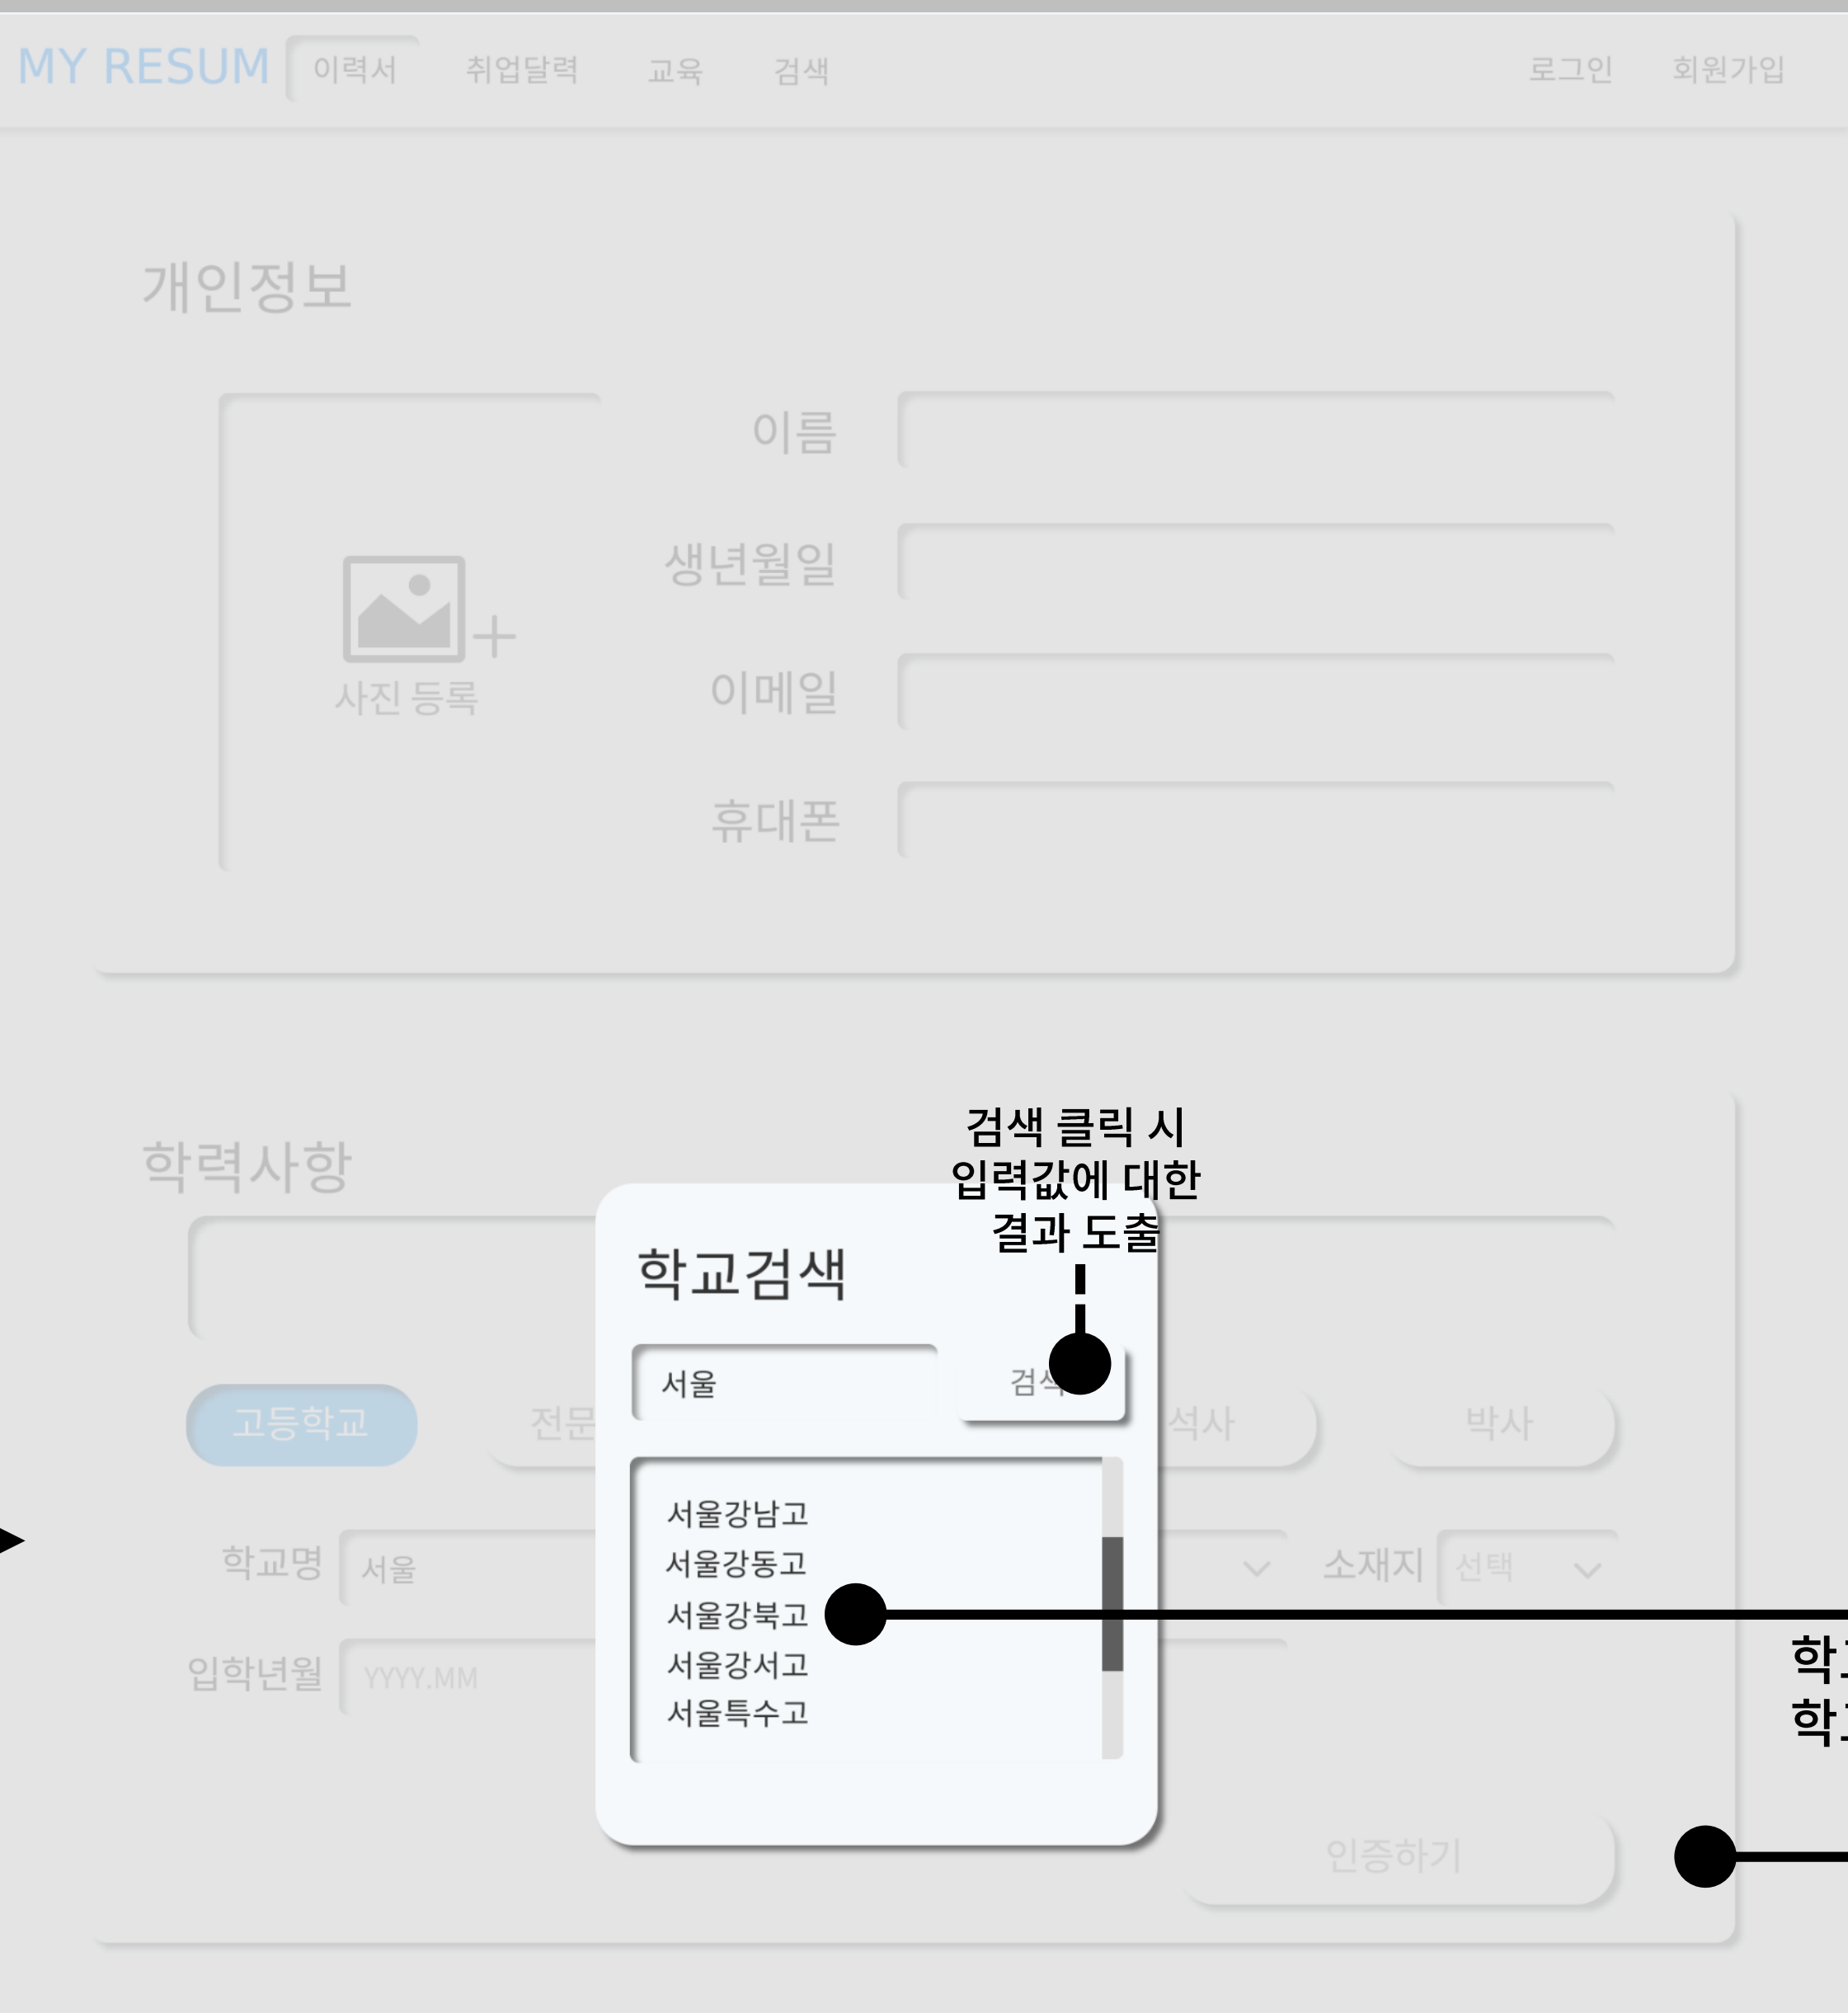 MY RESUM 이력서 취업달력 교육 검색 로그인 회원가입
개인정보
이름
생년월일
사진 등록
이메일
휴대폰
학력사항
검색 클릭 시
입력값에 대한
결과 도출
학교검색
서울
고등학교 석사 박사
서울강남고
서울강동고
서울강북고
서울강서고
서울특수고
학교명 서울 소재지 선택
입학년월 YYYY.MM
인증하기